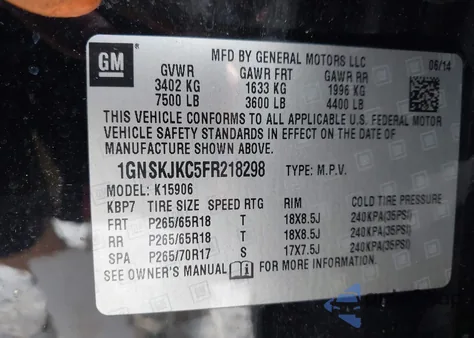 GM
MFD BY GENERAL MOTORS LLC
06/14
GVWR GAWR FRT GAWR RR
3402 KG 1633 KG 1996 KG
7500 LB 3600 LB 4400 LB
THIS VEHICLE CONFORMS TO ALL APPLICABLE U.S. FEDERAL MOTOR
VEHICLE SAFETY STANDARDS IN EFFECT ON THE DATE OF
MANUFACTURE SHOWN ABOVE.
1GNSKJKC5FR218298 TYPE: M.P.V.
MODEL: K15906
KBP7 TIRE SIZE SPEED RTG RIM COLD TIRE PRESSURE
FRT P265/65R18 T 18X8.5J 240KPA(35PSI)
RR P265/65R18 T 18X8.5J 240KPA(35PSI)
SPA P265/70R17 S 17X7.5J 240KPA(35PSI)
SEE OWNER'S MANUAL FOR MORE INFORMATION